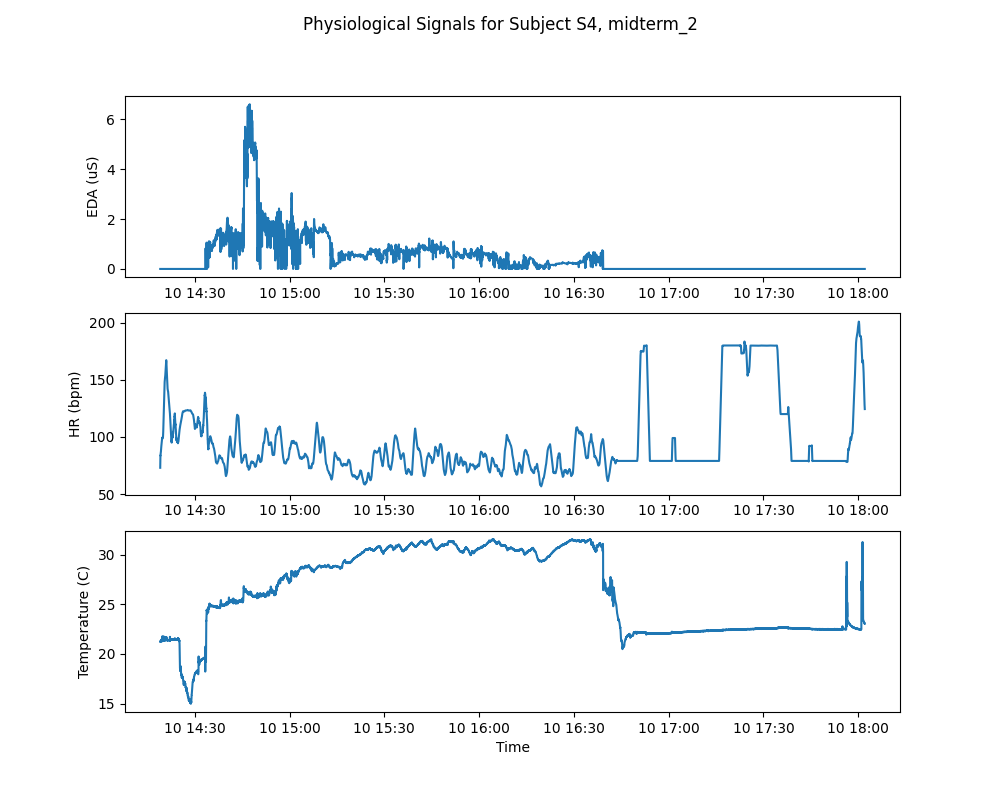 Physiological Signals for Subject S4, midterm_2
EDA (uS)
6
4
2
0
10 14:30 10 15:00 10 15:30 10 16:00 10 16:30 10 17:00 10 17:30 10 18:00
HR (bpm)
200
150
100
50
10 14:30 10 15:00 10 15:30 10 16:00 10 16:30 10 17:00 10 17:30 10 18:00
Temperature (C)
30
25
20
15
10 14:30 10 15:00 10 15:30 10 16:00 10 16:30 10 17:00 10 17:30 10 18:00
Time